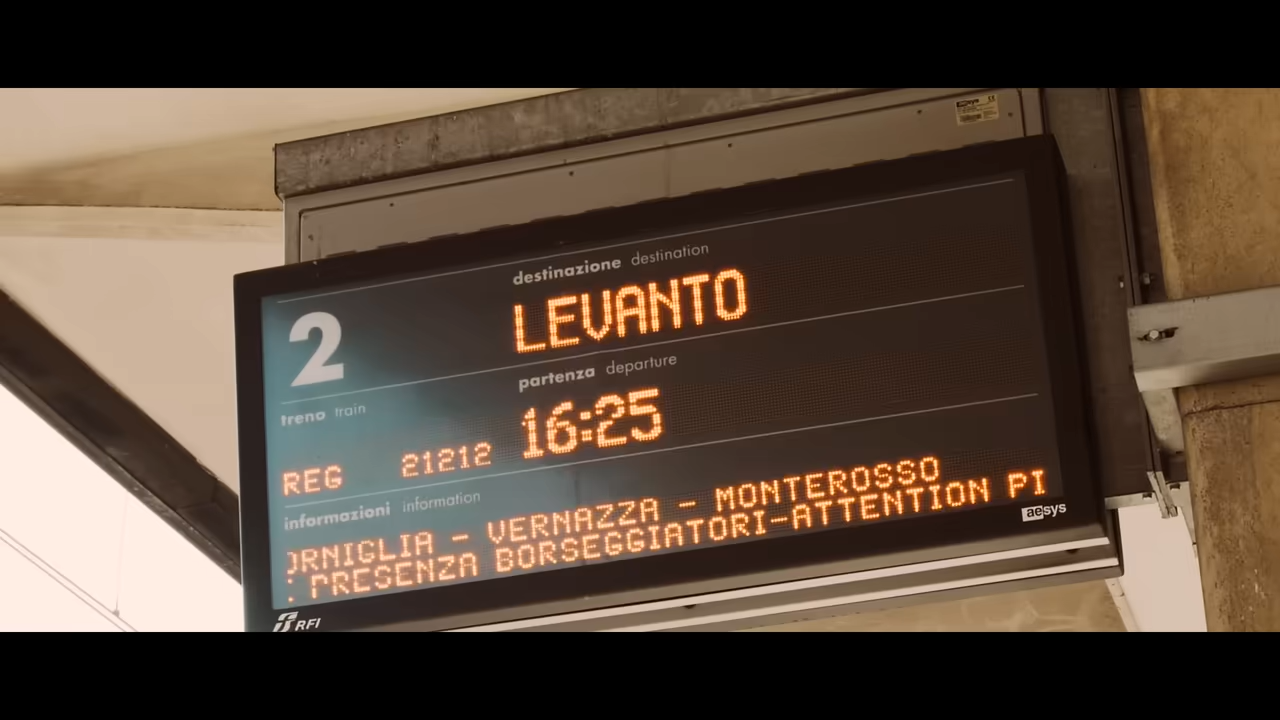 destinazione destination
LEVANTO
2
partenza departure
16:25
treno train
REG 21212
informazioni information
ORNIGLIA - VERNAZZA - MONTEROSSO
: PRESENZA BORSEGGIATORI-ATTENTION PI
aesys
RFI